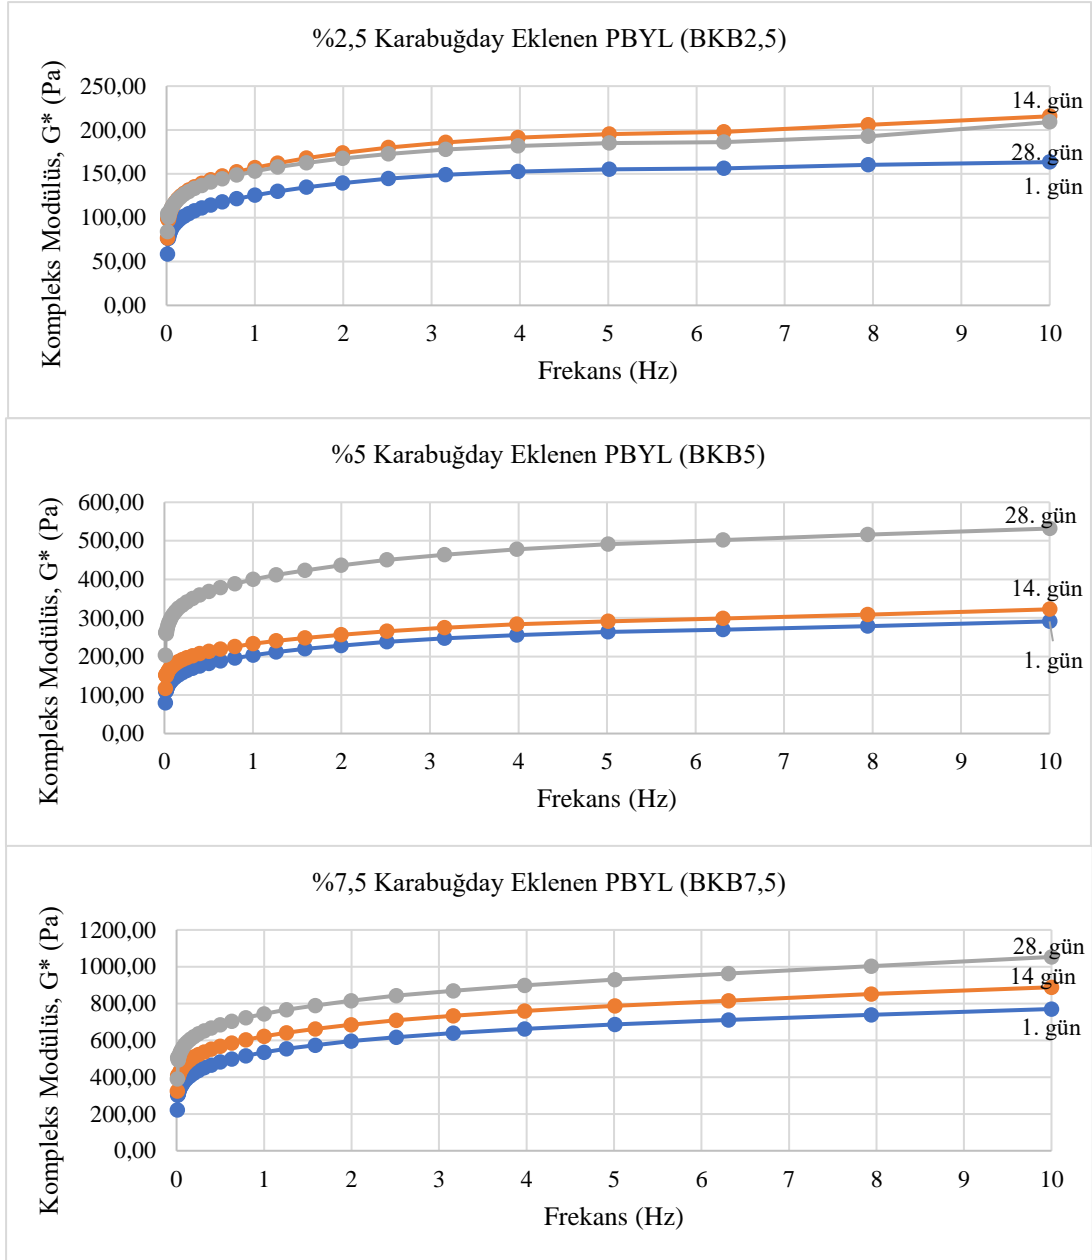 %2,5 Karabuğday Eklenen PBYL (BKB2,5)
Kompleks Modülüs, G* (Pa)
250,00
200,00
150,00
100,00
50,00
0,00
14. gün
28. gün
1. gün
0 1 2 3 4 5 6 7 8 9 10
Frekans (Hz)
%5 Karabuğday Eklenen PBYL (BKB5)
Kompleks Modülüs, G* (Pa)
600,00
500,00
400,00
300,00
200,00
100,00
0,00
28. gün
14. gün
1. gün
0 1 2 3 4 5 6 7 8 9 10
Frekans (Hz)
%7,5 Karabuğday Eklenen PBYL (BKB7,5)
Kompleks Modülüs, G* (Pa)
1200,00
1000,00
800,00
600,00
400,00
200,00
0,00
28. gün
14 gün
1. gün
0 1 2 3 4 5 6 7 8 9 10
Frekans (Hz)